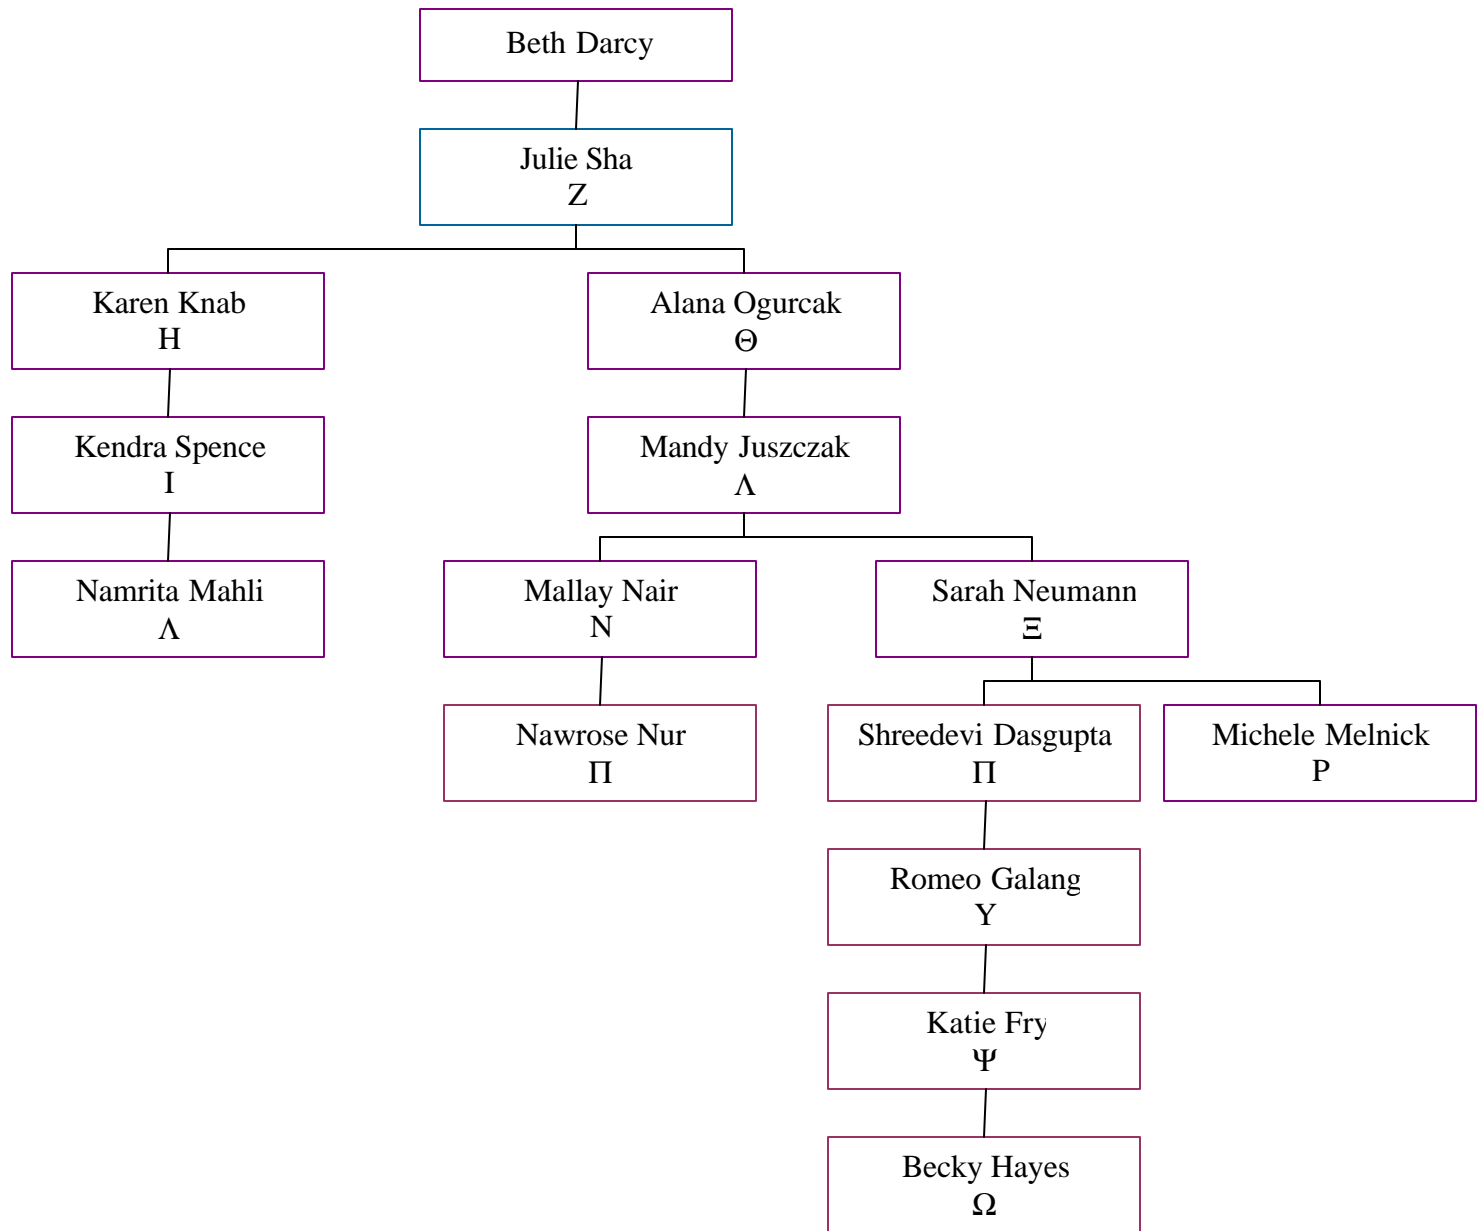 Beth Darcy
Julie Sha
Ζ
Karen Knab
Η
Alana Ogurcak
Θ
Kendra Spence
Ι
Mandy Juszczak
Λ
Namrita Mahli
Λ
Mallay Nair
Ν
Sarah Neumann
Ξ
Nawrose Nur
Π
Shreedevi Dasgupta
Π
Michele Melnick
Ρ
Romeo Galang
Υ
Katie Fry
Ψ
Becky Hayes
Ω